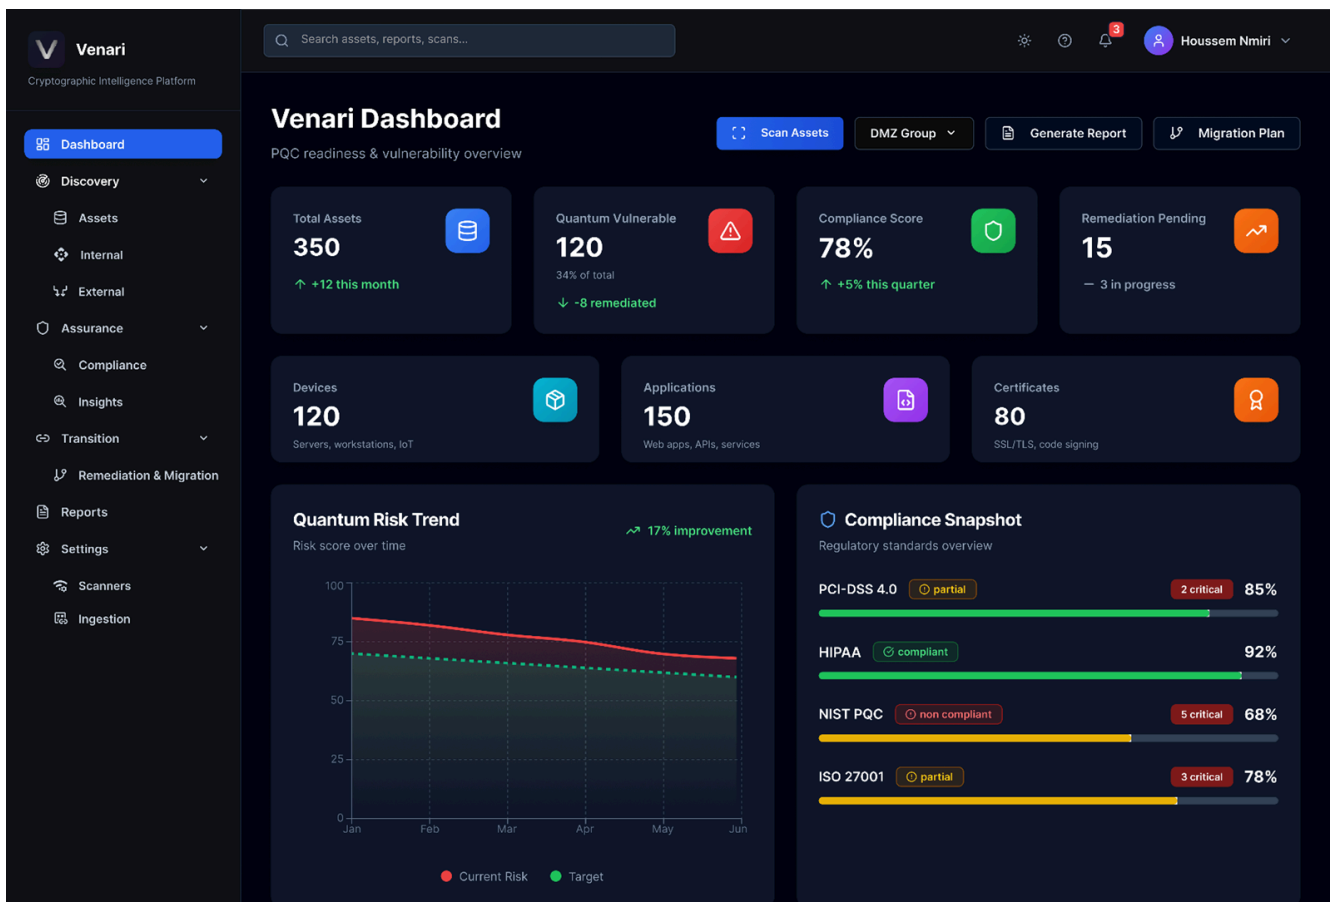 Venari
Cryptographic Intelligence Platform
Search assets, reports, scans...
3
Houssem Nmiri
Dashboard
Discovery
Assets
Internal
External
Assurance
Compliance
Insights
Transition
Remediation & Migration
Reports
Settings
Scanners
Ingestion
Venari Dashboard
PQC readiness & vulnerability overview
Scan Assets
DMZ Group
Generate Report
Migration Plan
Total Assets
350
+12 this month
Quantum Vulnerable
120
34% of total
-8 remediated
Compliance Score
78%
+5% this quarter
Remediation Pending
15
3 in progress
Devices
120
Servers, workstations, IoT
Applications
150
Web apps, APIs, services
Certificates
80
SSL/TLS, code signing
Quantum Risk Trend
Risk score over time
17% improvement
100
75
50
25
0
Jan Feb Mar Apr May Jun
Current Risk Target
Compliance Snapshot
Regulatory standards overview
PCI-DSS 4.0 partial 2 critical 85%
HIPAA compliant 92%
NIST PQC non compliant 5 critical 68%
ISO 27001 partial 3 critical 78%